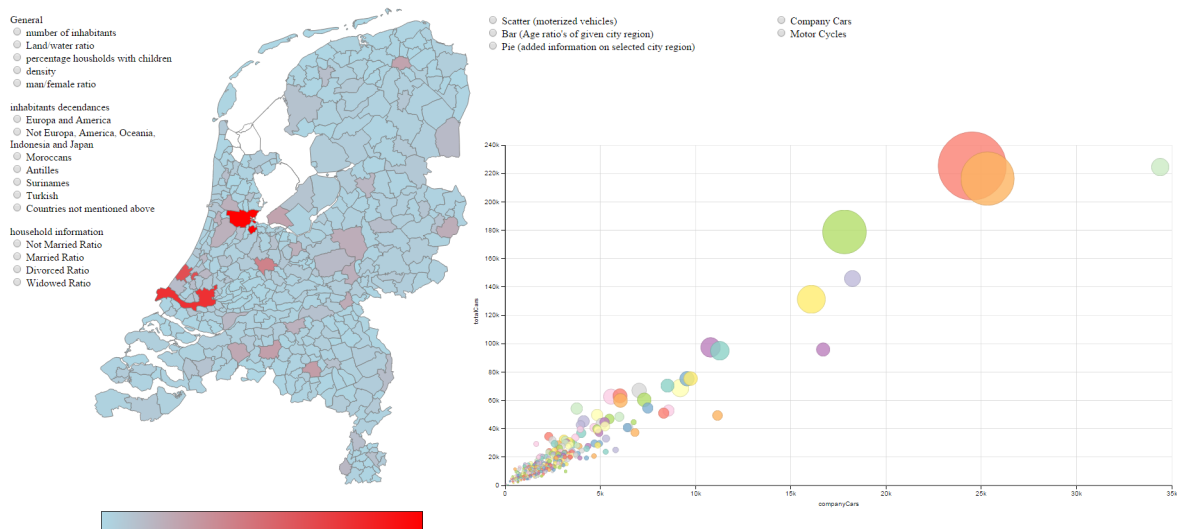 General
number of inhabitants
Land/water ratio
percentage housholds with children
density
man/female ratio
inhabitants decendances
Europa and America
Not Europa, America, Oceania,
Indonesia and Japan
Moroccans
Antilles
Surinames
Turkish
Countries not mentioned above
household information
Not Married Ratio
Married Ratio
Divorced Ratio
Widowed Ratio
Scatter (moterized vehicles)
Bar (Age ratio's of given city region)
Pie (added information on selected city region)
Company Cars
Motor Cycles
totalCars
240k
220k
200k
180k
160k
140k
120k
100k
80k
60k
40k
20k
0
0
5k
10k
15k
20k
25k
30k
35k
companyCars